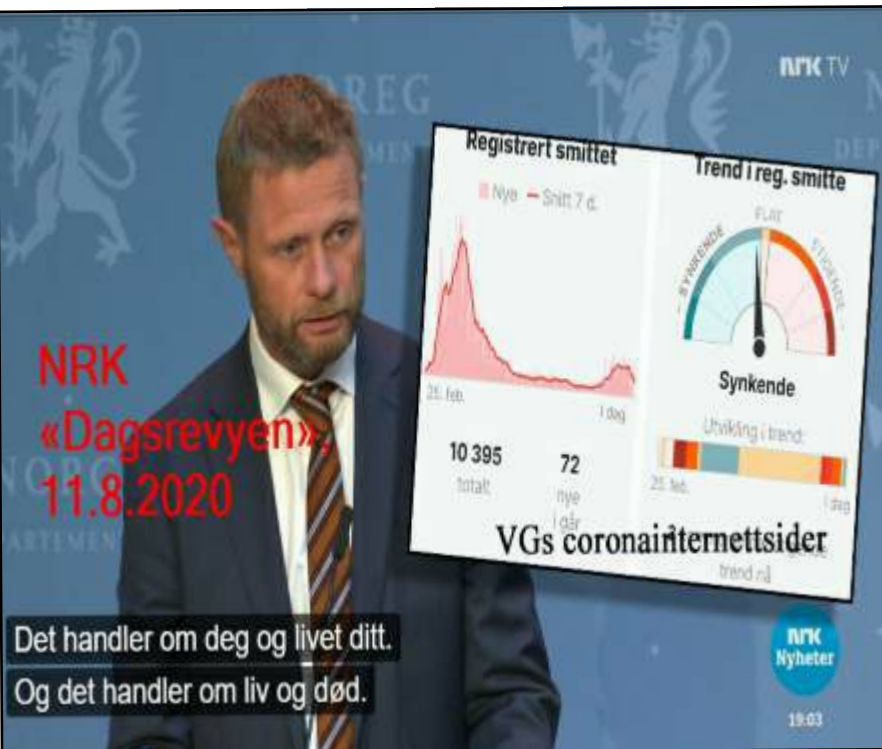 NRK TV
NOREG
NRK
«Dagsrevyen»,
11.8.2020
Registrert smittet
Nye
Snitt 7 d.
25. feb.
I dag
10 395
totalt
72
nye
i går
Trend i reg. smitte
SYNKENDE
FLAT
STIGENDE
Synkende
Utvikling i trend:
25. feb.
I dag
trend nå
VGs coronainternettsider
Det handler om deg og livet ditt.
Og det handler om liv og død.
NRK
Nyheter
19:03